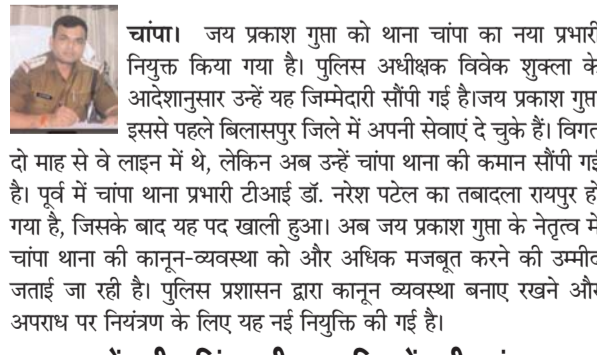 चांपा। जय प्रकाश गुप्ता को थाना चांपा का नया प्रभारी
नियुक्त किया गया है। पुलिस अधीक्षक विवेक शुक्ला के
आदेशानुसार उन्हें यह जिम्मेदारी सौंपी गई है।जय प्रकाश गुप्ता
इससे पहले बिलासपुर जिले में अपनी सेवाएं दे चुके हैं। विगत
दो माह से वे लाइन में थे, लेकिन अब उन्हें चांपा थाना की कमान सौंपी गई
है। पूर्व में चांपा थाना प्रभारी टीआई डॉ. नरेश पटेल का तबादला रायपुर हो
गया है, जिसके बाद यह पद खाली हुआ। अब जय प्रकाश गुप्ता के नेतृत्व में
चांपा थाना की कानून-व्यवस्था को और अधिक मजबूत करने की उम्मीद
जताई जा रही है। पुलिस प्रशासन द्वारा कानून व्यवस्था बनाए रखने और
अपराध पर नियंत्रण के लिए यह नई नियुक्ति की गई है।